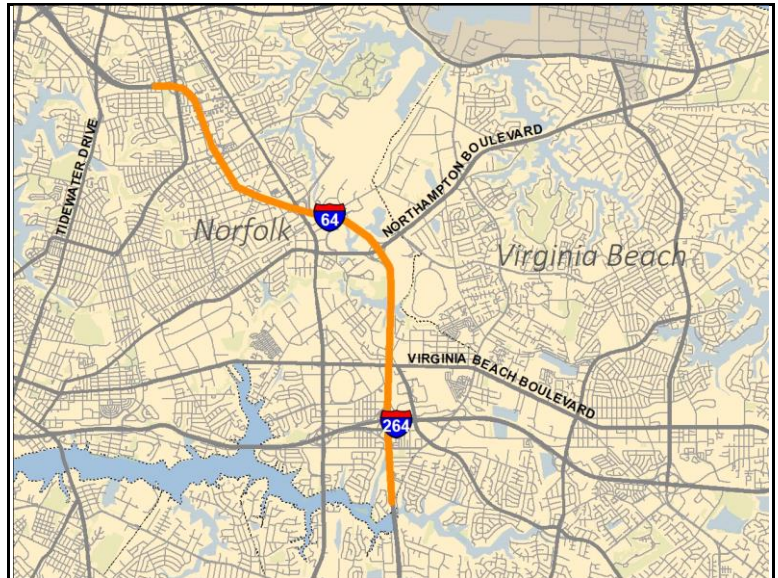 TIDEWATER DRIVE
NORTHAMPTON BOULEVARD
64
Norfolk
Virginia Beach
VIRGINIA BEACH BOULEVARD
264